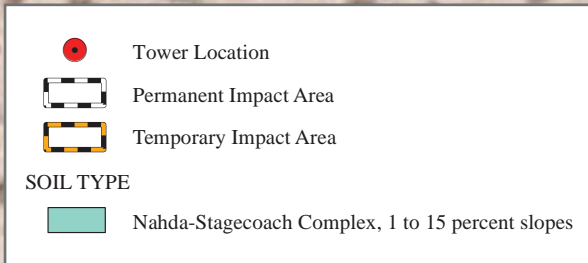 Tower Location
Permanent Impact Area
Temporary Impact Area
SOIL TYPE
Nahda-Stagecoach Complex, 1 to 15 percent slopes